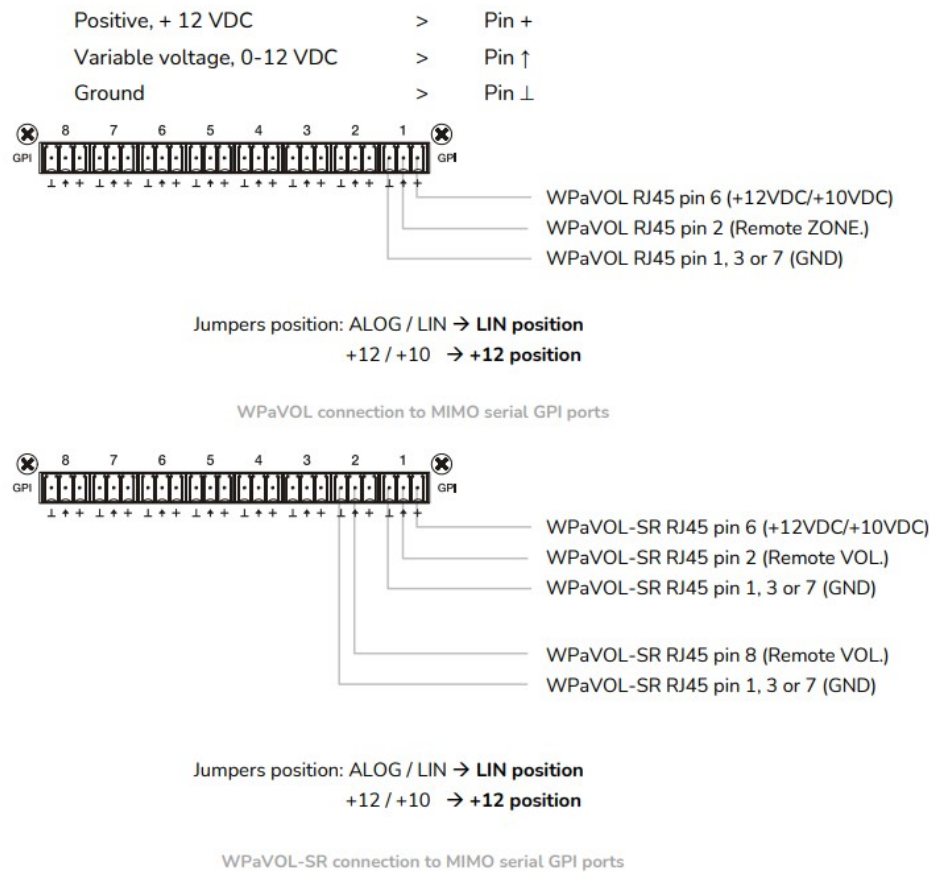 Positive, + 12 VDC > Pin +
Variable voltage, 0-12 VDC > Pin ↑
Ground > Pin ⊥
8 7 6 5 4 3 2 1
GPI GPI
⊥ ↑ + ⊥ ↑ + ⊥ ↑ + ⊥ ↑ + ⊥ ↑ + ⊥ ↑ + ⊥ ↑ + ⊥ ↑ +
WPaVOL RJ45 pin 6 (+12VDC/+10VDC)
WPaVOL RJ45 pin 2 (Remote ZONE.)
WPaVOL RJ45 pin 1, 3 or 7 (GND)
Jumpers position: ALOG / LIN → LIN position
+12 / +10 → +12 position
WPaVOL connection to MIMO serial GPI ports
8 7 6 5 4 3 2 1
GPI GPI
⊥ ↑ + ⊥ ↑ + ⊥ ↑ + ⊥ ↑ + ⊥ ↑ + ⊥ ↑ + ⊥ ↑ + ⊥ ↑ +
WPaVOL-SR RJ45 pin 6 (+12VDC/+10VDC)
WPaVOL-SR RJ45 pin 2 (Remote VOL.)
WPaVOL-SR RJ45 pin 1, 3 or 7 (GND)
WPaVOL-SR RJ45 pin 8 (Remote VOL.)
WPaVOL-SR RJ45 pin 1, 3 or 7 (GND)
Jumpers position: ALOG / LIN → LIN position
+12 / +10 → +12 position
WPaVOL-SR connection to MIMO serial GPI ports